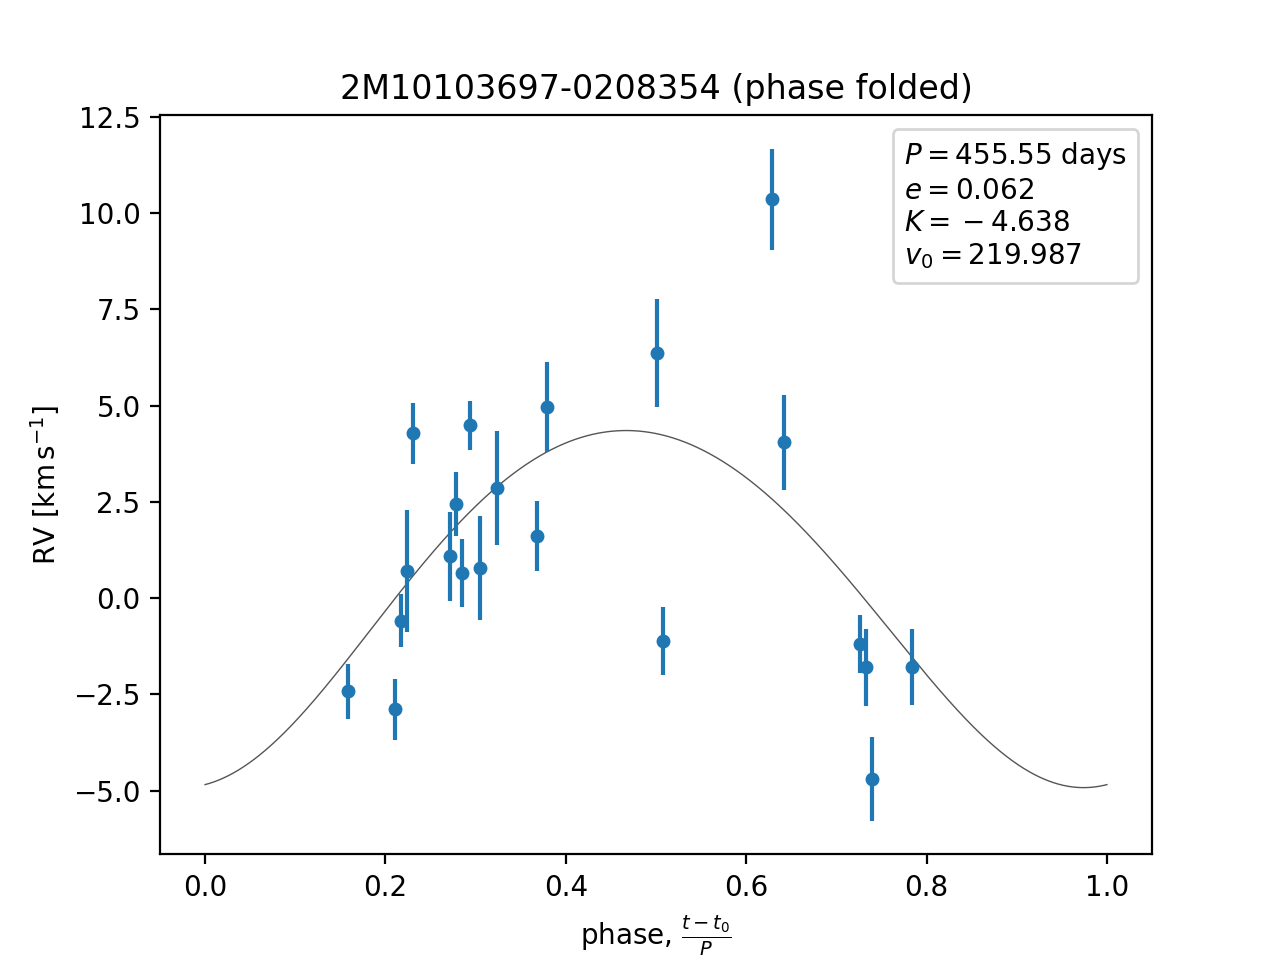 2M10103697-0208354 (phase folded)
12.5
10.0
7.5
5.0
2.5
0.0
−2.5
−5.0
RV [km s⁻¹]
P = 455.55 days
e = 0.062
K = −4.638
v₀ = 219.987
0.0 0.2 0.4 0.6 0.8 1.0
phase, (t − t₀)/P